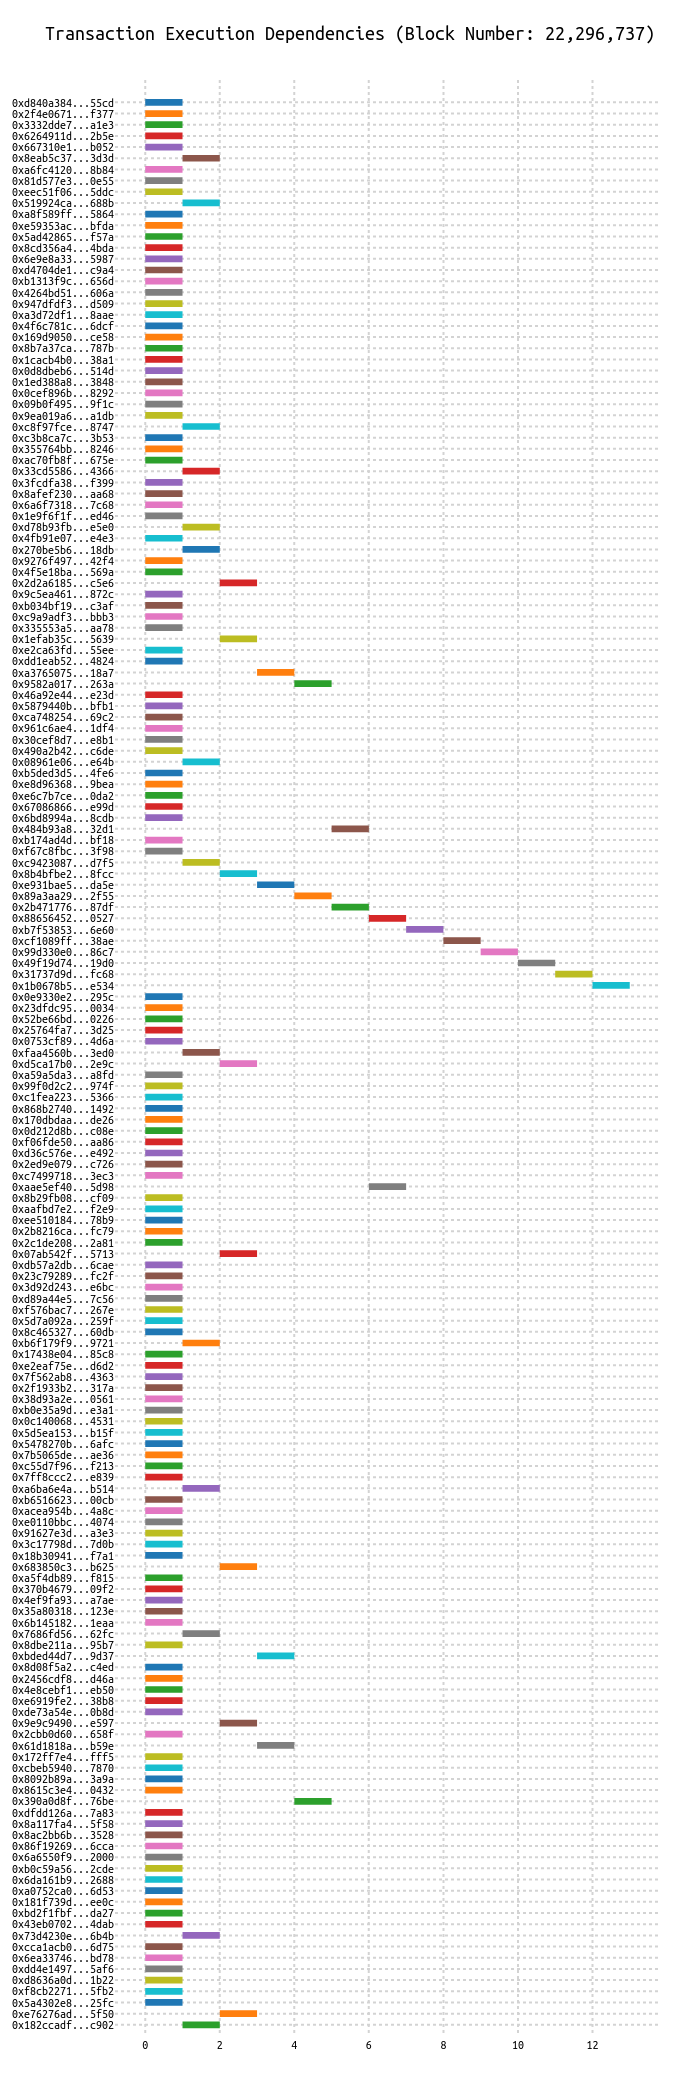 Transaction Execution Dependencies (Block Number: 22,296,737)
0xd840a384...55cd
0x2f4e0671...f377
0x3332dde7...a1e3
0x6264911d...2b5e
0x667310e1...b052
0x8eab5c37...3d3d
0xa6fc4120...8b84
0x81d577e3...0e55
0xeec51f06...5ddc
0x519924ca...688b
0xa8f589ff...5864
0xe59353ac...bfda
0x5ad42865...f57a
0x8cd356a4...4bda
0x6e9e8a33...5987
0xd4704de1...c9a4
0xb1313f9c...656d
0x4264bd51...606a
0x947dfdf3...d509
0xa3d72df1...8aae
0x4f6c781c...6dcf
0x169d9050...ce58
0x8b7a37ca...787b
0x1cacb4b0...38a1
0x0d8dbeb6...514d
0x1ed388a8...3848
0x0cef896b...8292
0x09b0f495...9f1c
0x9ea019a6...a1db
0xc8f97fce...8747
0xc3b8ca7c...3b53
0x355764bb...8246
0xac70fb8f...675e
0x33cd5586...4366
0x3fcdfa38...f399
0x8afef230...aa68
0x6a6f7318...7c68
0x1e9f6f1f...ed46
0xd78b93fb...e5e0
0x4fb91e07...e4e3
0x270be5b6...18db
0x9276f497...42f4
0x4f5e18ba...569a
0x2d2a6185...c5e6
0x9c5ea461...872c
0xb034bf19...c3af
0xc9a9adf3...bbb3
0x335553a5...aa78
0x1efab35c...5639
0xe2ca63fd...55ee
0xdd1eab52...4824
0xa3765075...18a7
0x9582a017...263a
0x46a92e44...e23d
0x5879440b...bfb1
0xca748254...69c2
0x961c6ae4...1df4
0x30cef8d7...e8b1
0x490a2b42...c6de
0x08961e06...e64b
0xb5ded3d5...4fe6
0xe8d96368...9bea
0xe6c7b7ce...0da2
0x67086866...e99d
0x6bd8994a...8cdb
0x484b93a8...32d1
0xb174ad4d...bf18
0xf67c8fbc...3f98
0xc9423087...d7f5
0x8b4bfbe2...8fcc
0xe931bae5...da5e
0x89a3aa29...2f55
0x2b471776...87df
0x88656452...0527
0xb7f53853...6e60
0xcf1089ff...38ae
0x99d330e0...86c7
0x49f19d74...19d0
0x31737d9d...fc68
0x1b0678b5...e534
0x0e9330e2...295c
0x23dfdc95...0034
0x52be66bd...0226
0x25764fa7...3d25
0x0753cf89...4d6a
0xfaa4560b...3ed0
0xd5ca17b0...2e9c
0xa59a5da3...a8fd
0x99f0d2c2...974f
0xc1fea223...5366
0x868b2740...1492
0x170dbdaa...de26
0x0d212d8b...c08e
0xf06fde50...aa86
0xd36c576e...e492
0x2ed9e079...c726
0xc7499718...3ec3
0xaae5ef40...5d98
0x8b29fb08...cf09
0xaafbd7e2...f2e9
0xee510184...78b9
0x2b8216ca...fc79
0x2c1de208...2a81
0x07ab542f...5713
0xdb57a2db...6cae
0x23c79289...fc2f
0x3d92d243...e6bc
0xd89a44e5...7c56
0xf576bac7...267e
0x5d7a092a...259f
0x8c465327...60db
0xb6f179f9...9721
0x17438e04...85c8
0xe2eaf75e...d6d2
0x7f562ab8...4363
0x2f1933b2...317a
0x38d93a2e...0561
0xb0e35a9d...e3a1
0x0c140068...4531
0x5d5ea153...b15f
0x5478270b...6afc
0x7b5065de...ae36
0xc55d7f96...f213
0x7ff8ccc2...e839
0xa6ba6e4a...b514
0xb6516623...00cb
0xacea954b...4a8c
0xe0110bbc...4074
0x91627e3d...a3e3
0x3c17798d...7d0b
0x18b30941...f7a1
0x683850c3...b625
0xa5f4db89...f815
0x370b4679...09f2
0x4ef9fa93...a7ae
0x35a80318...123e
0x6b145182...1eaa
0x7686fd56...62fc
0x8dbe211a...95b7
0xbded44d7...9d37
0x8d08f5a2...c4ed
0x2456cdf8...d46a
0x4e8cebf1...eb50
0xe6919fe2...38b8
0xde73a54e...0b8d
0x9e9c9490...e597
0x2cbb0d60...658f
0x61d1818a...b59e
0x172ff7e4...fff5
0xcbeb5940...7870
0x8092b89a...3a9a
0x8615c3e4...0432
0x390a0d8f...76be
0xdfdd126a...7a83
0x8a117fa4...5f58
0x8ac2bb6b...3528
0x86f19269...6cca
0x6a6550f9...2000
0xb0c59a56...2cde
0x6da161b9...2688
0xa0752ca0...6d53
0x181f739d...ee0c
0xbd2f1fbf...da27
0x43eb0702...4dab
0x73d4230e...6b4b
0xcca1acb0...6d75
0x6ea33746...bd78
0xdd4e1497...5af6
0xd8636a0d...1b22
0xf8cb2271...5fb2
0x5a4302e8...25fc
0xe76276ad...5f50
0x182ccadf...c902
0 2 4 6 8 10 12